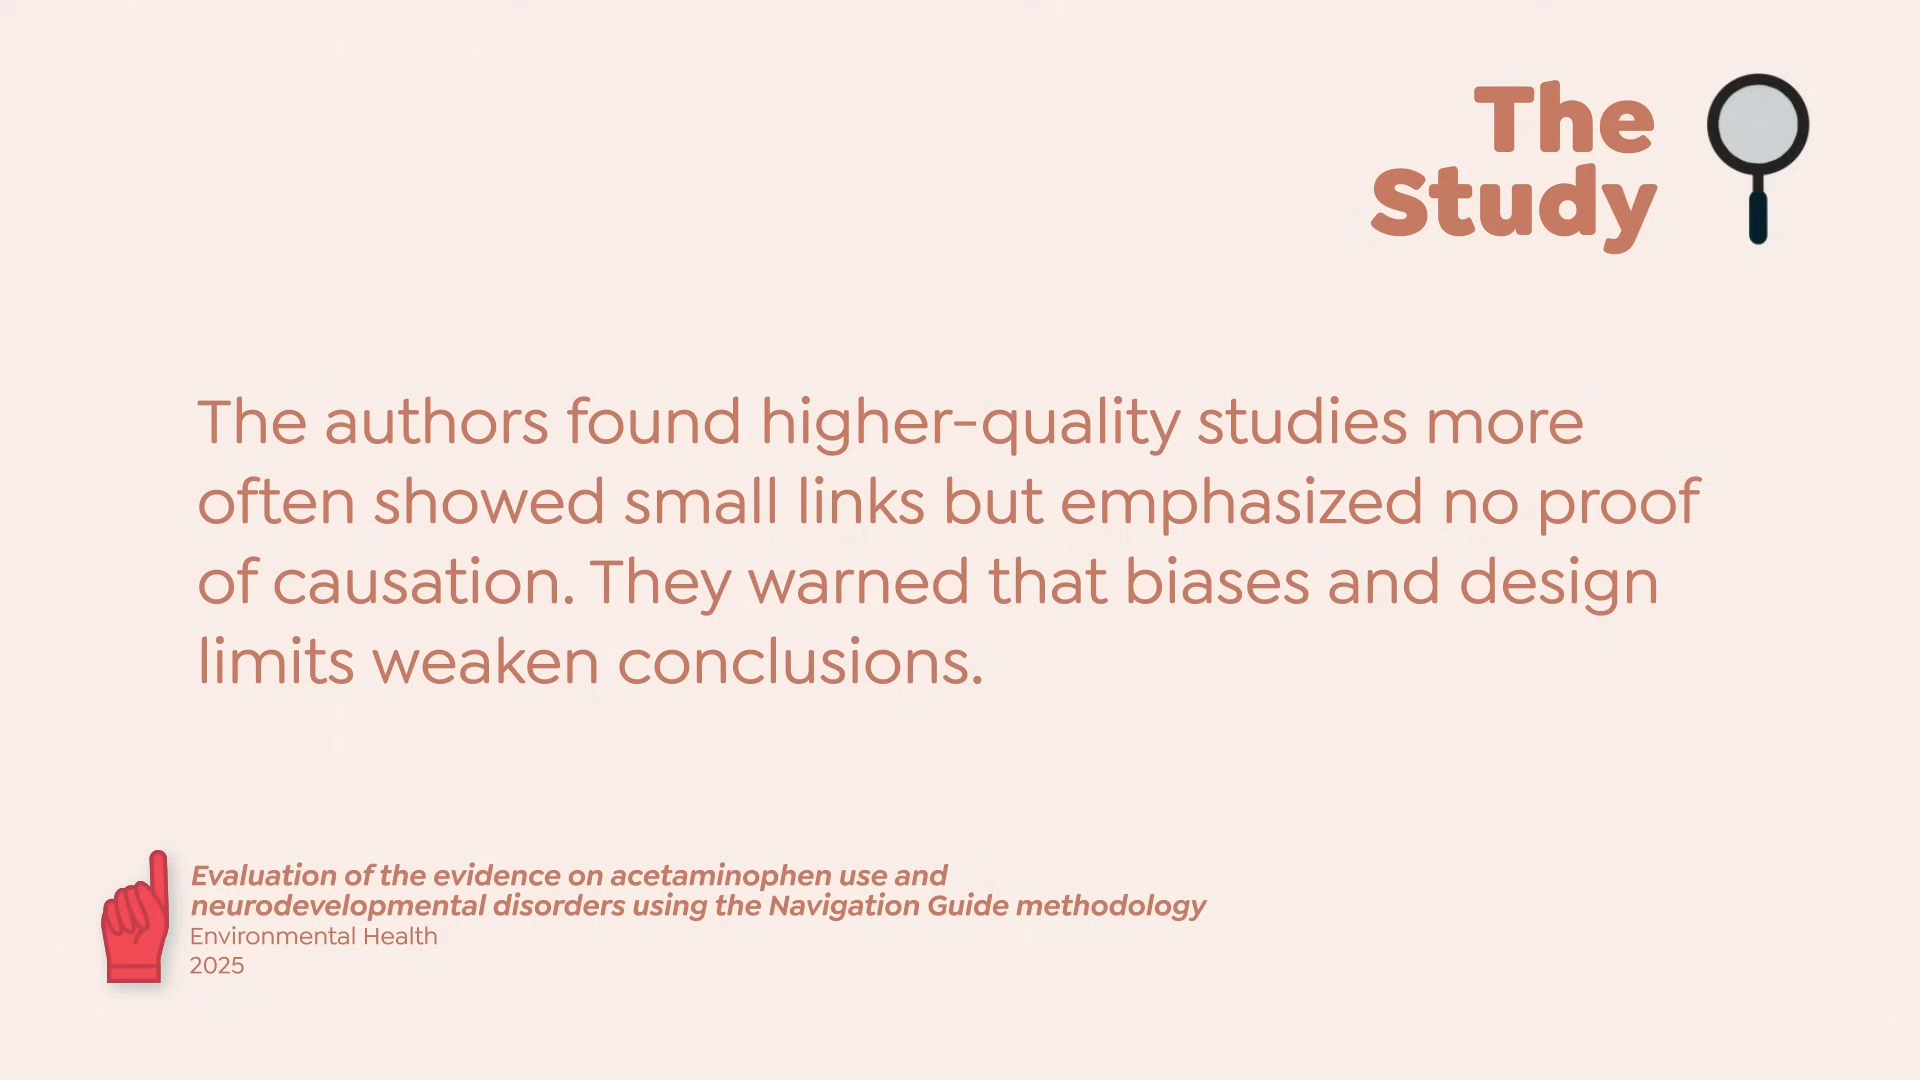 The
Study
The authors found higher-quality studies more
often showed small links but emphasized no proof
of causation. They warned that biases and design
limits weaken conclusions.
Evaluation of the evidence on acetaminophen use and
neurodevelopmental disorders using the Navigation Guide methodology
Environmental Health
2025